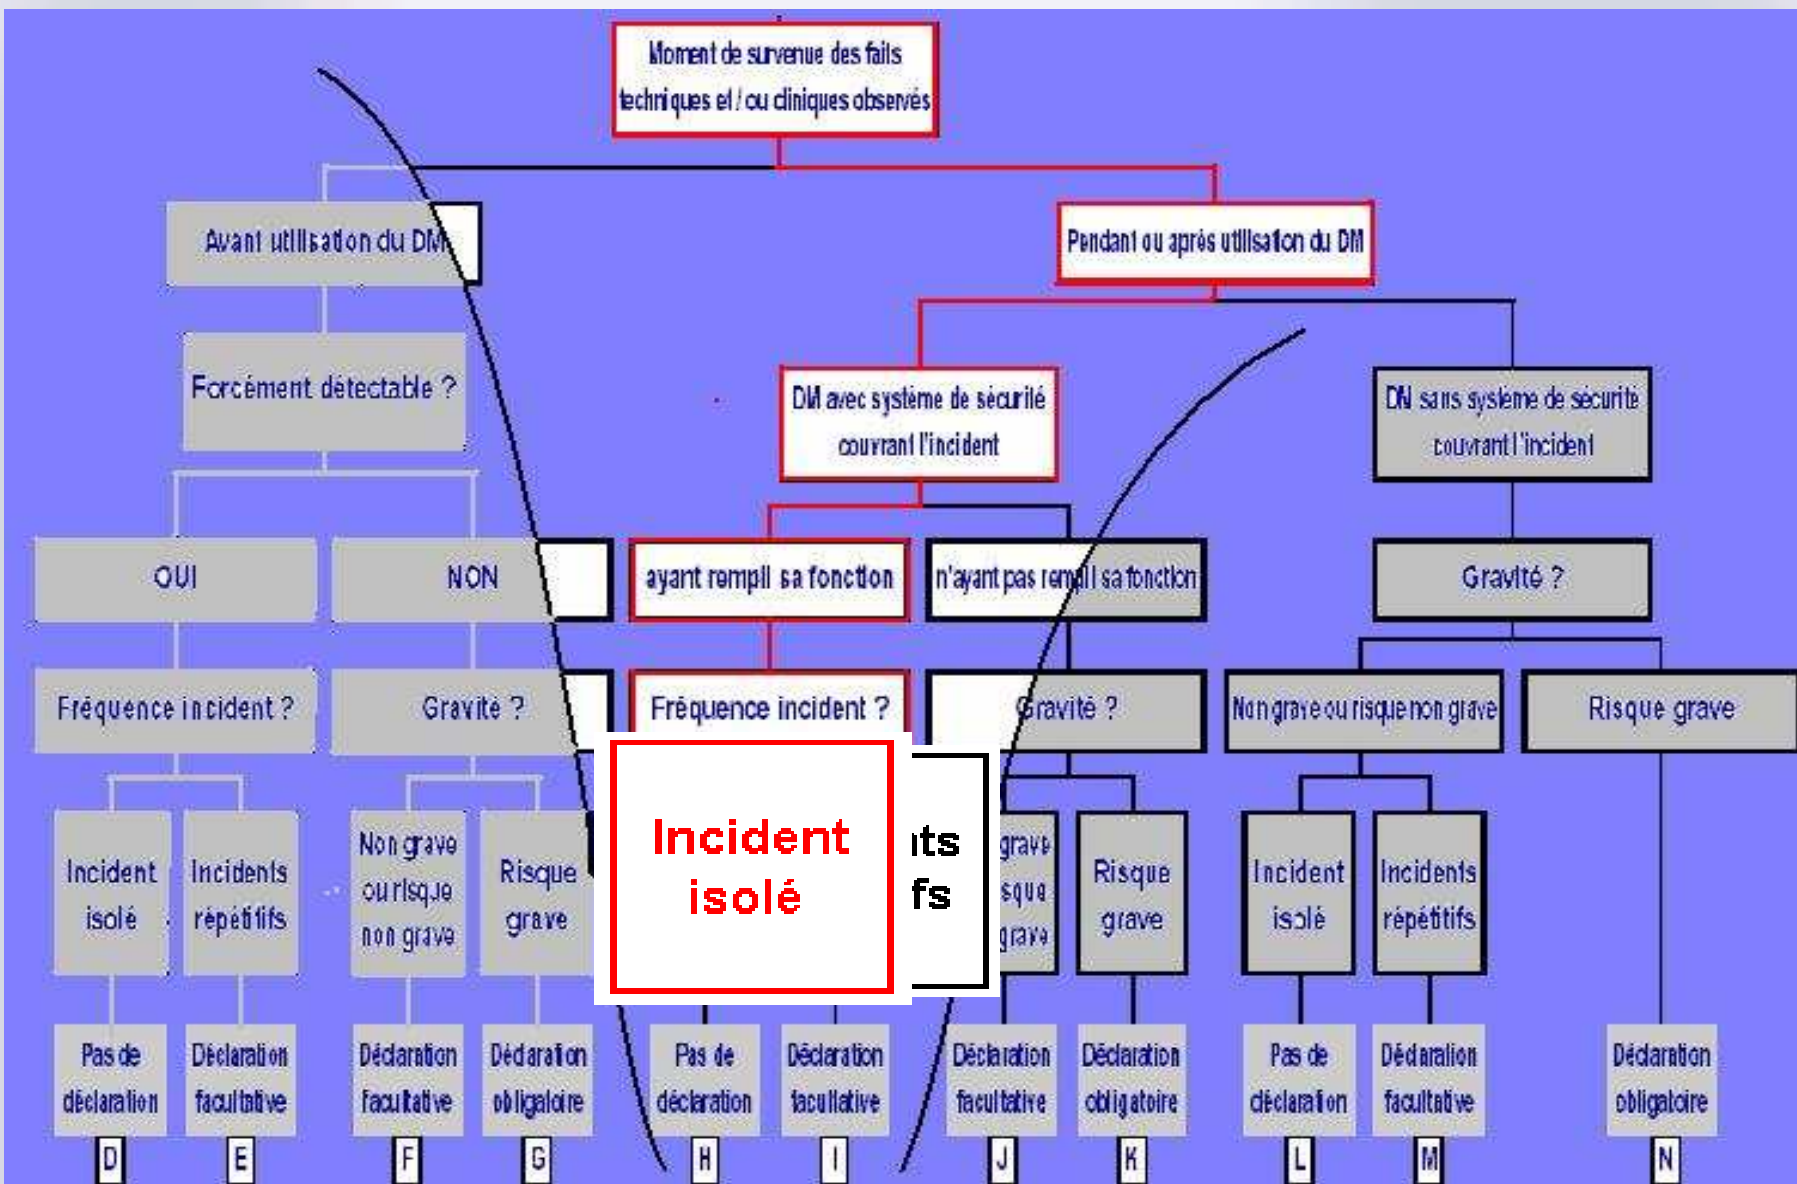 Moment de survenue des faits
techniques et / ou cliniques observés
Avant utilisation du DM
Pendant ou après utilisation du DM
Forcément détectable ?
DM avec système de sécurité
couvrant l'incident
DM sans système de sécurité
couvrant l'incident
OUI
NON
ayant rempli sa fonction
n'ayant pas rempli sa fonction
Gravité ?
Fréquence incident ?
Gravité ?
Fréquence incident ?
Gravité ?
Non grave ou risque non grave
Risque grave
Incident
isolé
Incidents
répétitifs
Non grave
ou risque
non grave
Risque
grave
Incident
isolé
nts
fs
grave
sque
grave
Risque
grave
Incident
isolé
Incidents
répétitifs
Pas de
déclaration
Déclaration
facultative
Déclaration
facultative
Déclaration
obligatoire
Pas de
déclaration
Déclaration
facultative
Déclaration
facultative
Déclaration
obligatoire
Pas de
déclaration
Déclaration
facultative
Déclaration
obligatoire
D
E
F
G
H
I
J
K
L
M
N